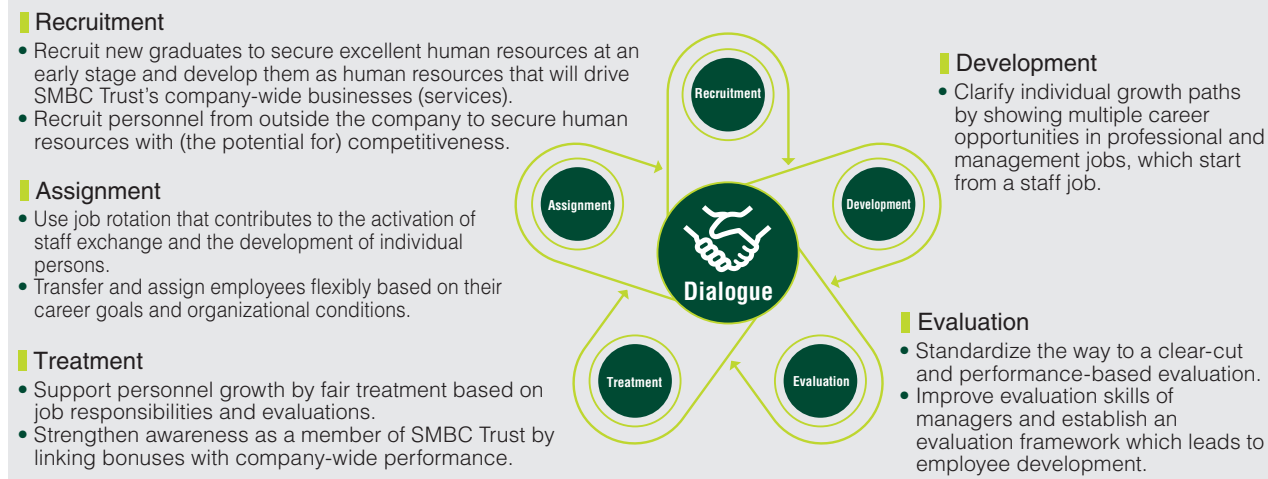 Recruitment
• Recruit new graduates to secure excellent human resources at an
early stage and develop them as human resources that will drive
SMBC Trust's company-wide businesses (services).
• Recruit personnel from outside the company to secure human
resources with (the potential for) competitiveness.
Assignment
• Use job rotation that contributes to the activation of
staff exchange and the development of individual
persons.
• Transfer and assign employees flexibly based on their
career goals and organizational conditions.
Treatment
• Support personnel growth by fair treatment based on
job responsibilities and evaluations.
• Strengthen awareness as a member of SMBC Trust by
linking bonuses with company-wide performance.
Recruitment
Assignment
Development
Dialogue
Treatment
Evaluation
Development
• Clarify individual growth paths
by showing multiple career
opportunities in professional and
management jobs, which start
from a staff job.
Evaluation
• Standardize the way to a clear-cut
and performance-based evaluation.
• Improve evaluation skills of
managers and establish an
evaluation framework which leads to
employee development.